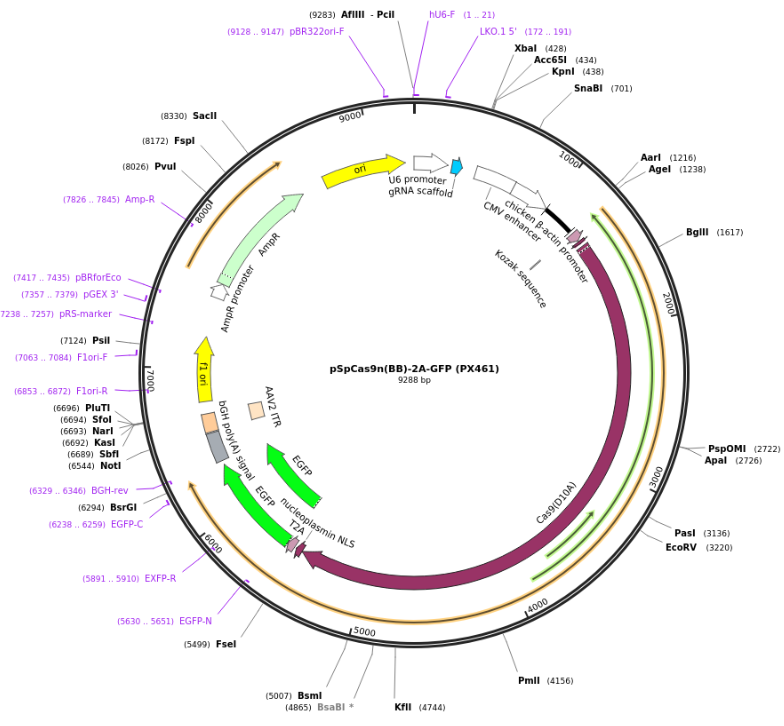 (9283) AflIII - PciI
hU6-F (1 .. 21)
(9128 .. 9147) pBR322ori-F
LKO.1 5' (172 .. 191)
XbaI (428)
Acc65I (434)
KpnI (438)
SnaBI (701)
AarI (1216)
AgeI (1238)
BglII (1617)
PspOMI (2722)
ApaI (2726)
PasI (3136)
EcoRV (3220)
PmlI (4156)
KflI (4744)
(4865) BsaBI *
(5007) BsmI
(5499) FseI
(5630 .. 5651) EGFP-N
(5891 .. 5910) EXFP-R
(6238 .. 6259) EGFP-C
(6294) BsrGI
(6329 .. 6346) BGH-rev
(6544) NotI
(6689) SbfI
(6692) KasI
(6693) NarI
(6694) SfoI
(6696) PluTI
(6853 .. 6872) F1ori-R
(7063 .. 7084) F1ori-F
(7124) PsiI
7238 .. 7257) pRS-marker
(7357 .. 7379) pGEX 3'
(7417 .. 7435) pBRforEco
(7826 .. 7845) Amp-R
(8026) PvuI
(8172) FspI
(8330) SacII
1000
2000
3000
4000
5000
6000
7000
8000
9000
ori
U6 promoter
gRNA scaffold
CMV enhancer
chicken β-actin promoter
Kozak sequence
Cas9(D10A)
nucleoplasmin NLS
T2A
EGFP
EGFP
bGH poly(A) signal
AAV2 ITR
f1 ori
AmpR promoter
AmpR
pSpCas9n(BB)-2A-GFP (PX461)
9288 bp